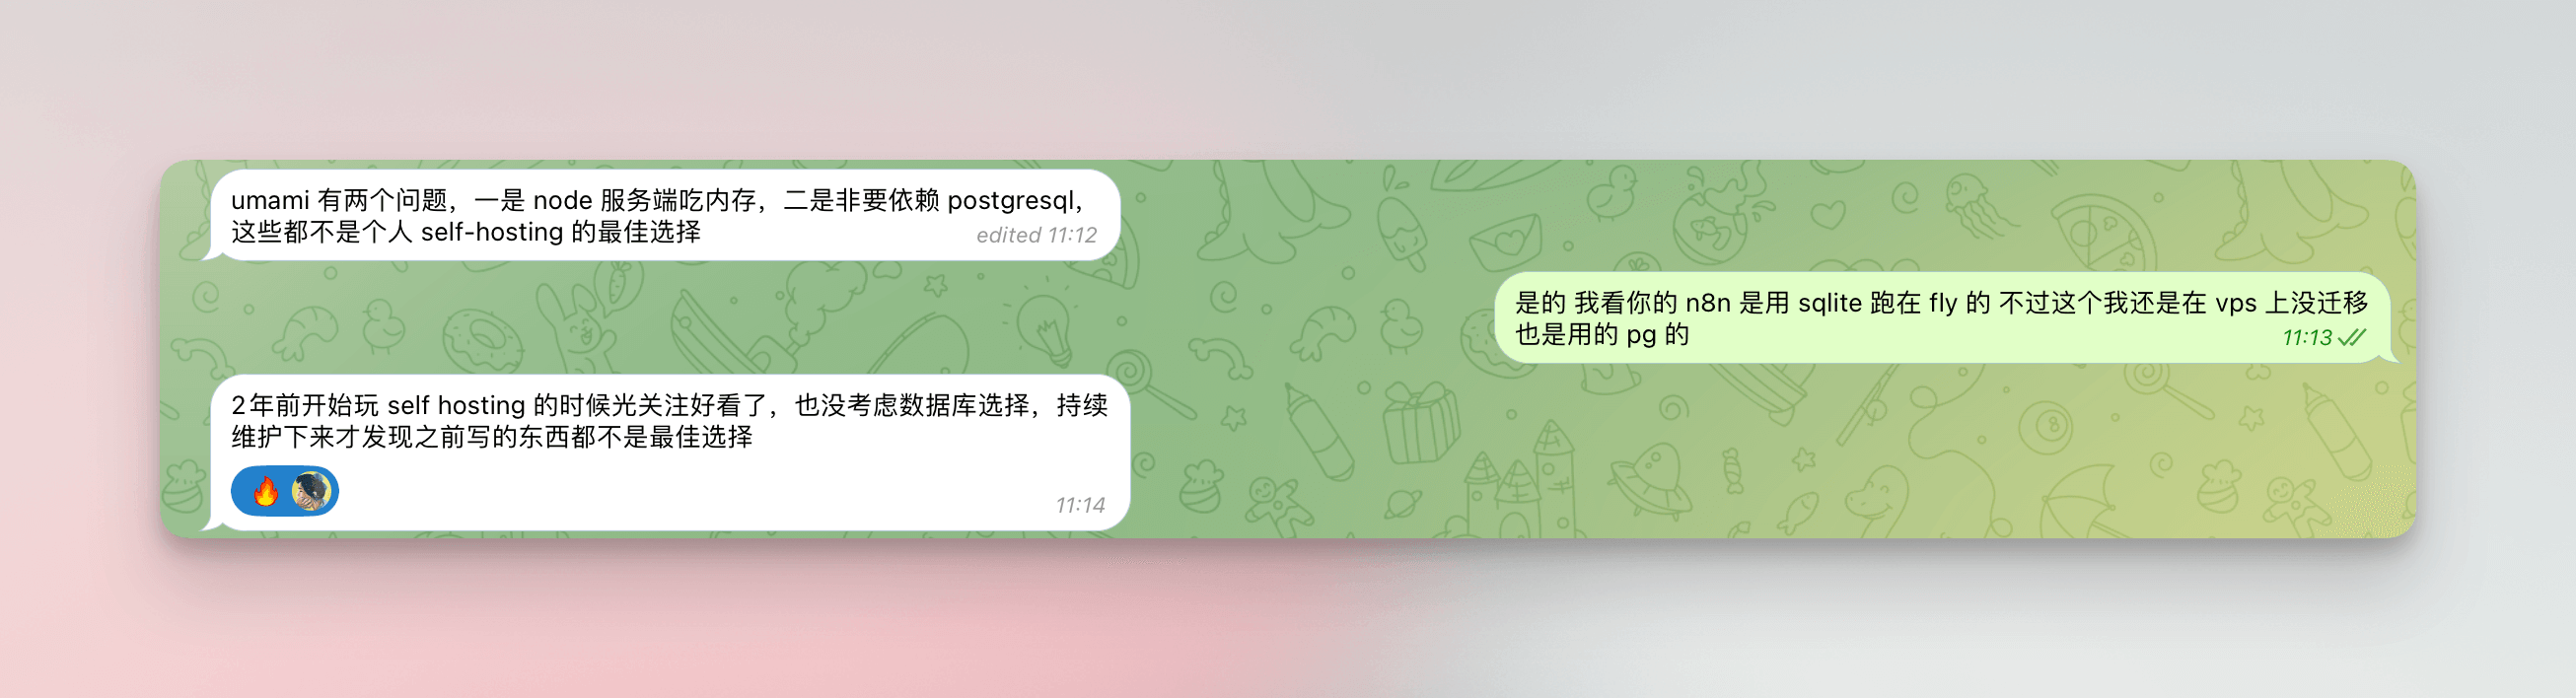 umami 有两个问题，一是 node 服务端吃内存，二是非要依赖 postgresql，
这些都不是个人 self-hosting 的最佳选择
edited 11:12
是的 我看你的 n8n 是用 sqlite 跑在 fly 的 不过这个我还是在 vps 上没迁移
也是用的 pg 的
11:13
2年前开始玩 self hosting 的时候光关注好看了，也没考虑数据库选择，持续
维护下来才发现之前写的东西都不是最佳选择
11:14